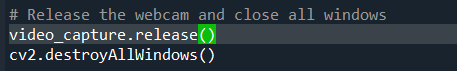 # Release the webcam and close all windows
video_capture.release()
cv2.destroyAllWindows()